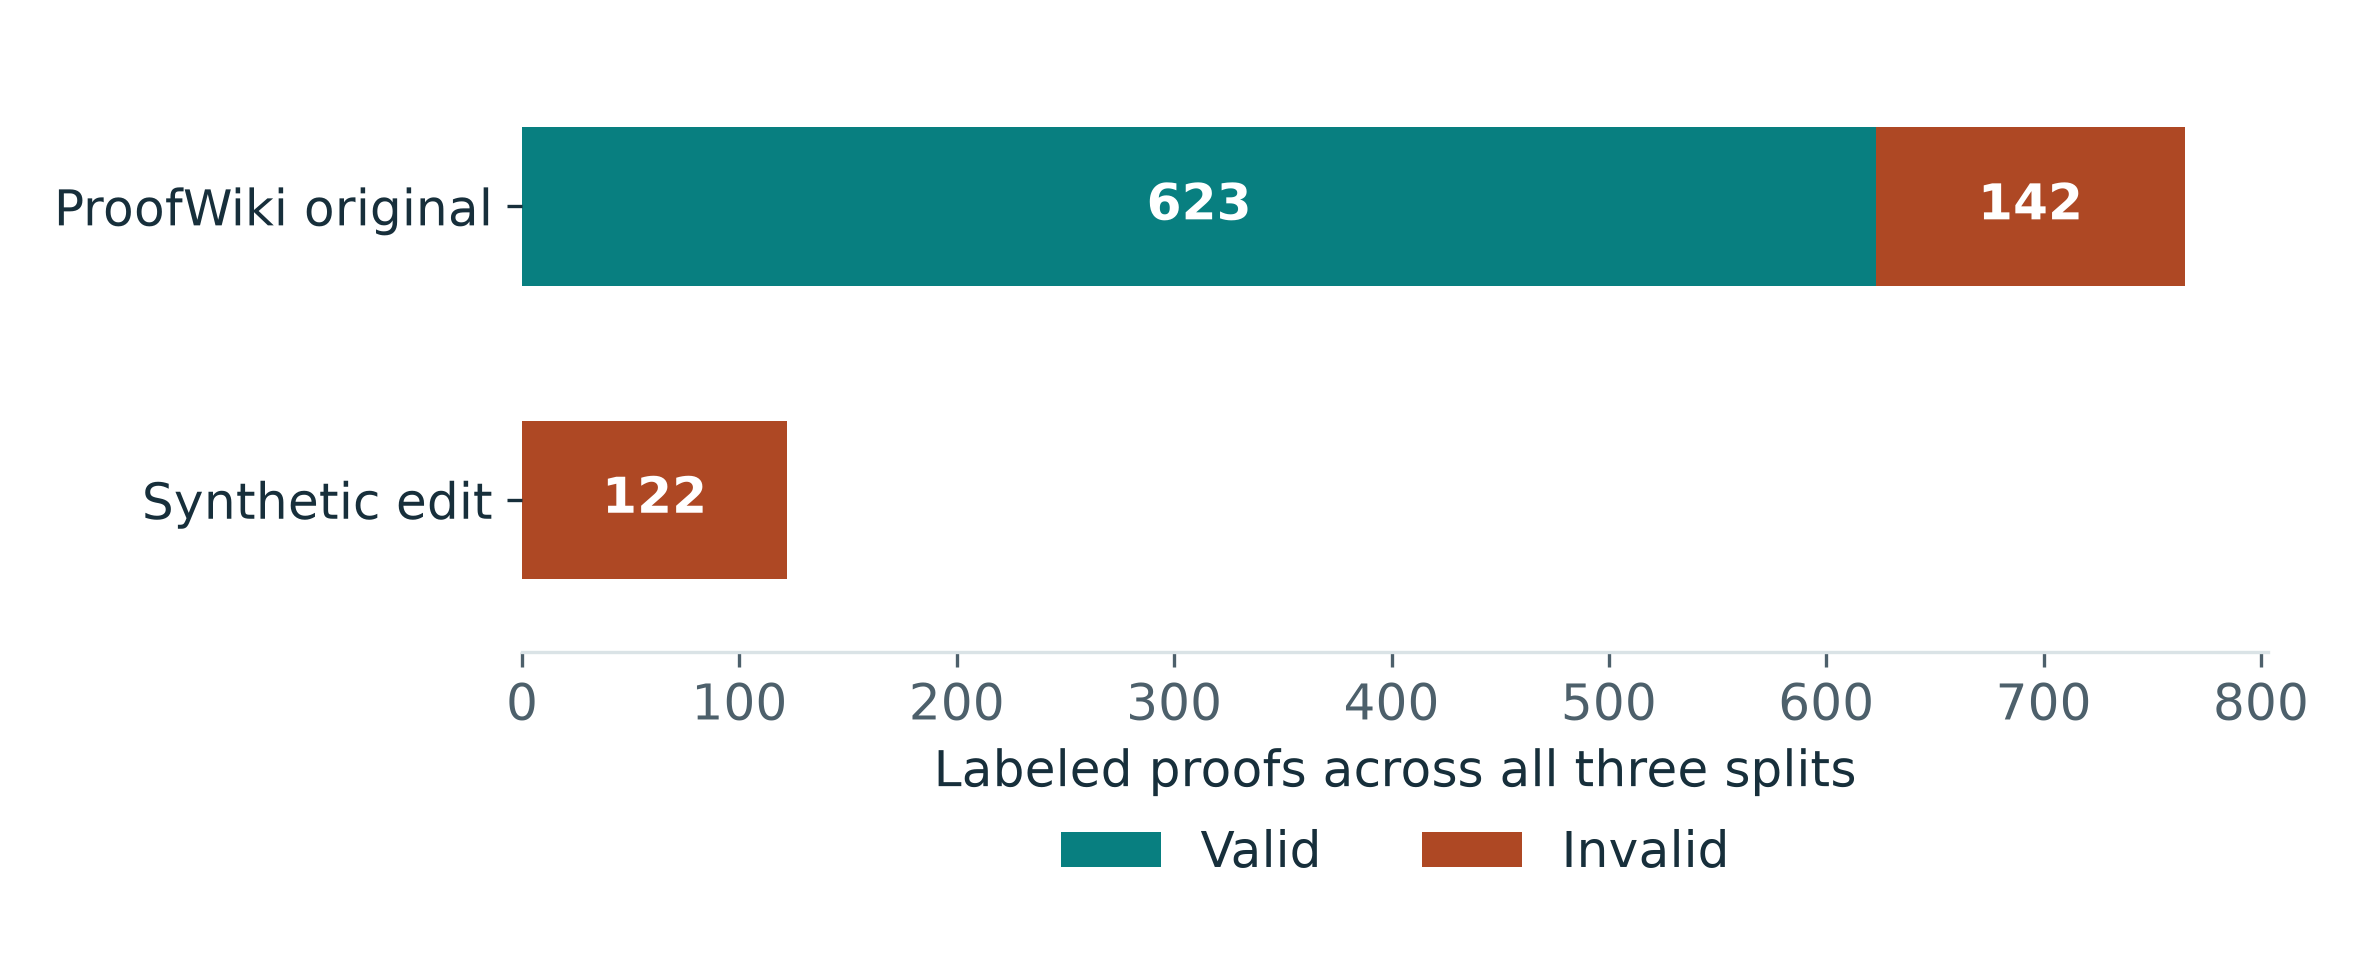 ProofWiki original
623
142
Synthetic edit
122
0 100 200 300 400 500 600 700 800
Labeled proofs across all three splits
Valid Invalid